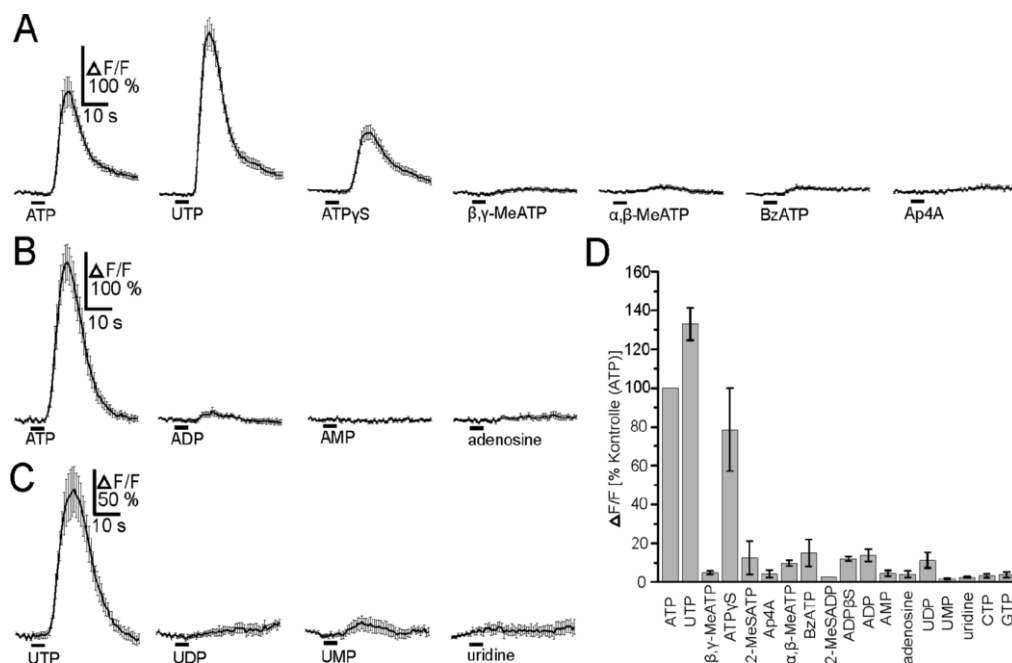 A
ΔF/F
100 %
10 s
ATP
UTP
ATPγS
β,γ-MeATP
α,β-MeATP
BzATP
Ap4A
B
ΔF/F
100 %
10 s
ATP
ADP
AMP
adenosine
C
ΔF/F
50 %
10 s
UTP
UDP
UMP
uridine
D
ΔF/F [% Kontrolle (ATP)]
160
140
120
100
80
60
40
20
0
ATP
UTP
β,γ-MeATP
ATPγS
2-MeSATP
Ap4A
α,β-MeATP
BzATP
2-MeSADP
ADPβS
ADP
AMP
adenosine
UDP
UMP
uridine
CTP
GTP